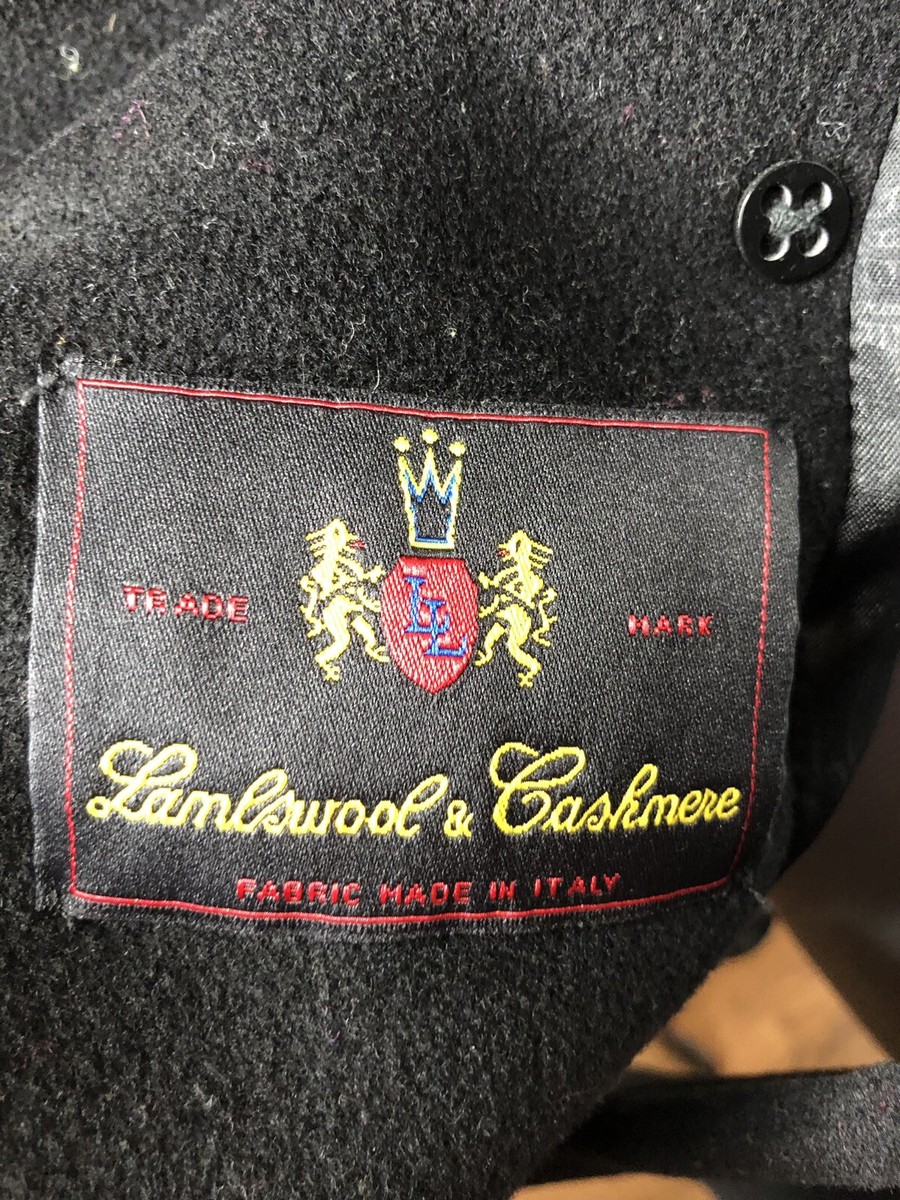 TRADE MARK
LL
Lambswool & Cashmere
FABRIC MADE IN ITALY